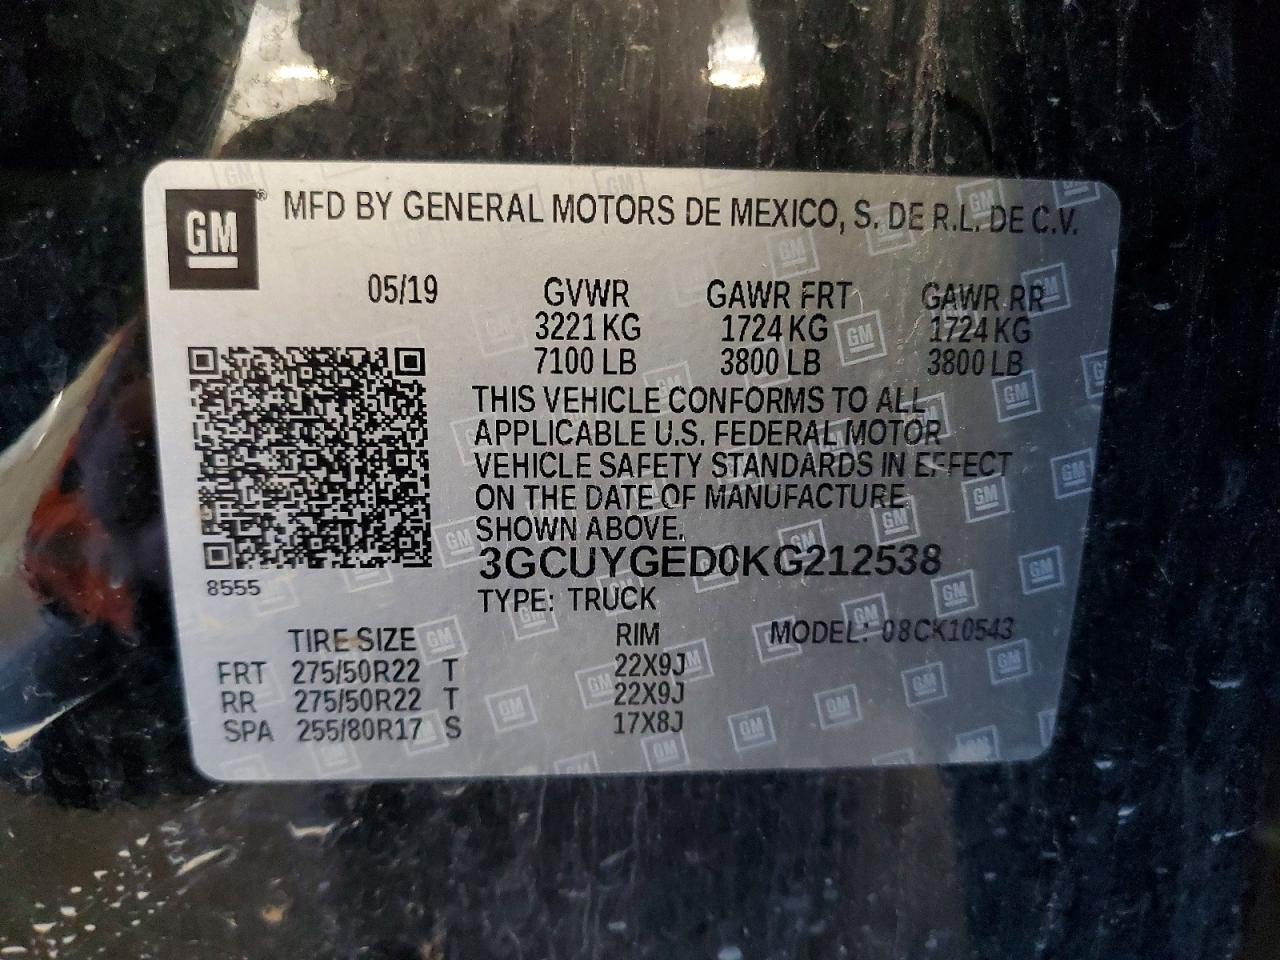 GM® MFD BY GENERAL MOTORS DE MEXICO, S. DE R.L. DE C.V.
05/19 GVWR GAWR FRT GAWR RR
3221 KG 1724 KG 1724 KG
7100 LB 3800 LB 3800 LB
THIS VEHICLE CONFORMS TO ALL
APPLICABLE U.S. FEDERAL MOTOR
VEHICLE SAFETY STANDARDS IN EFFECT
ON THE DATE OF MANUFACTURE
SHOWN ABOVE.
3GCUYGED0KG212538
8555
TYPE: TRUCK
TIRE SIZE RIM MODEL: 08CK10543
FRT 275/50R22 T 22X9J
RR 275/50R22 T 22X9J
SPA 255/80R17 S 17X8J